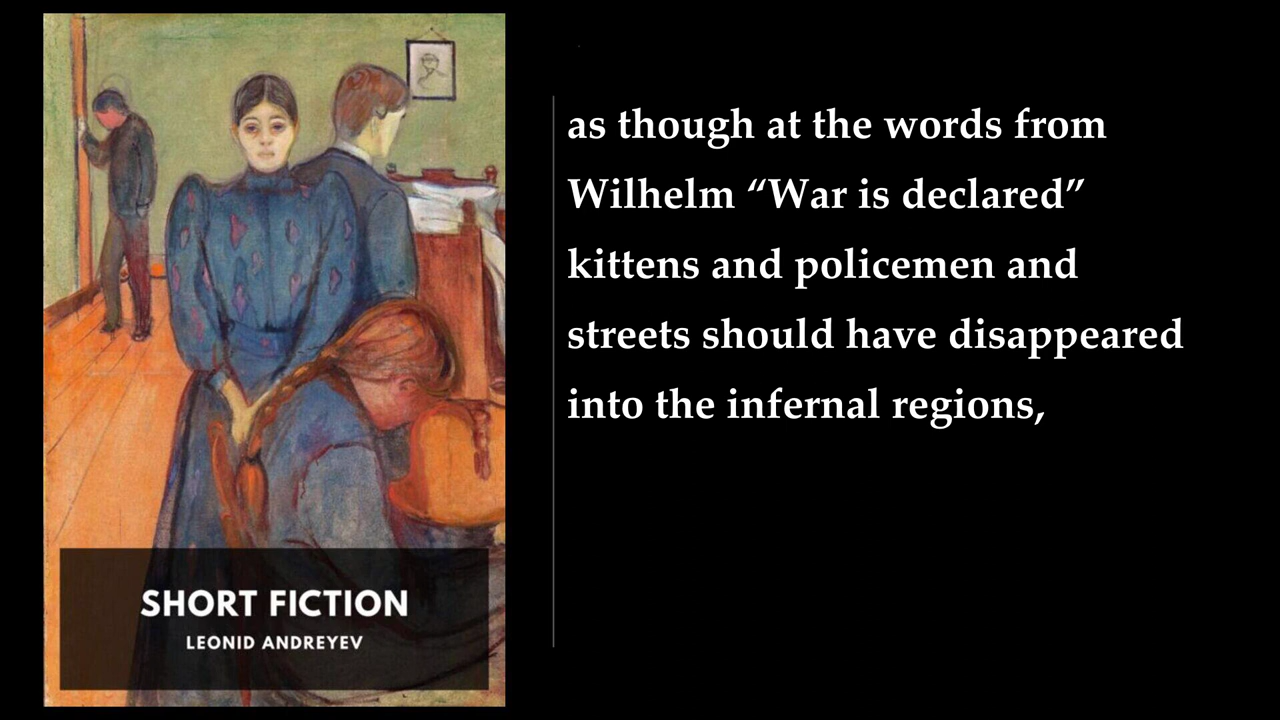 SHORT FICTION
LEONID ANDREYEV
as though at the words from
Wilhelm “War is declared”
kittens and policemen and
streets should have disappeared
into the infernal regions,